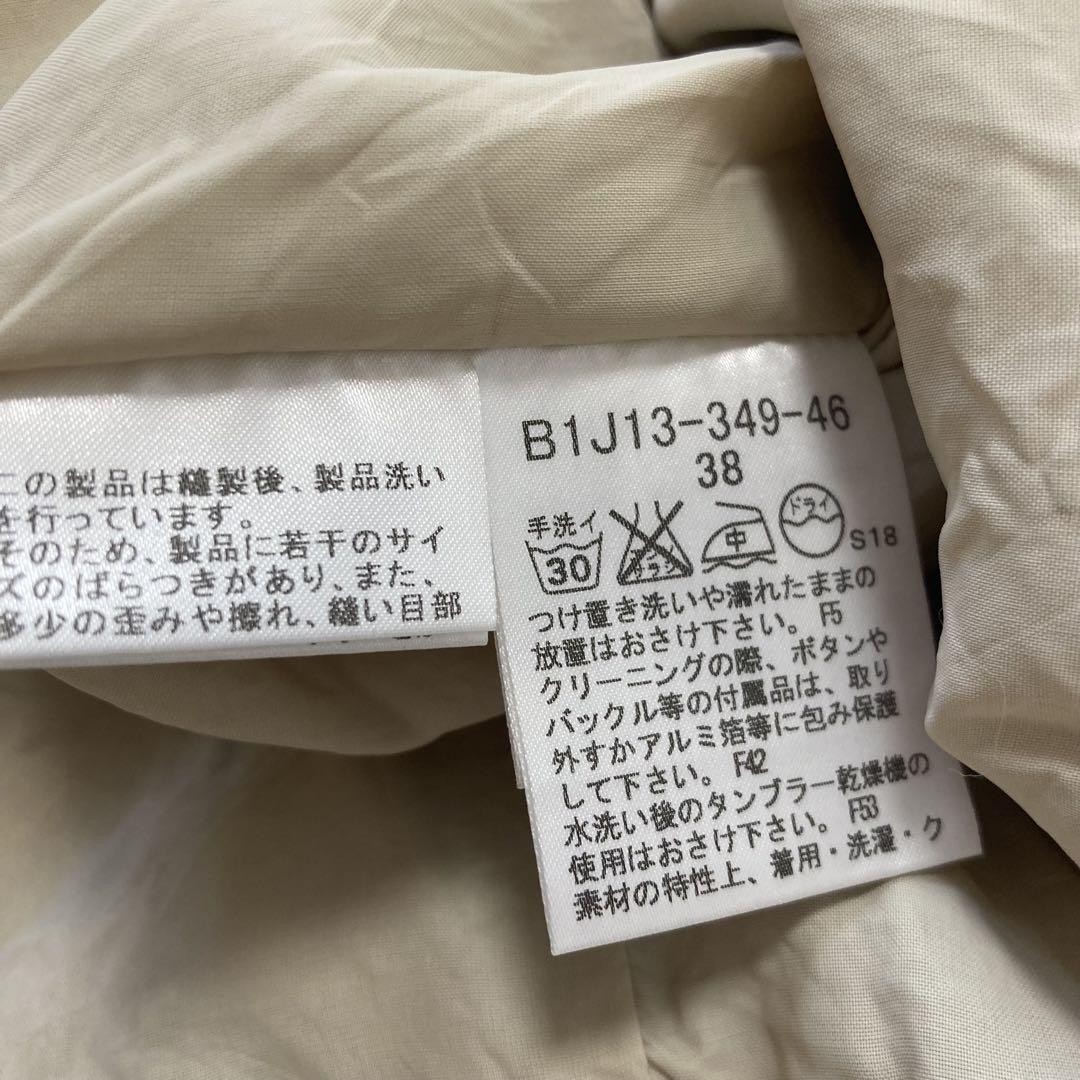 この製品は縫製後、製品洗い
を行っています。
そのため、製品に若干のサイ
ズのばらつきがあり、また、
多少の歪みや擦れ、縫い目部
B1J13-349-46
38
手洗イ
30
エンソサラシ
中
ドライ
S18
つけ置き洗いや濡れたままの
放置はおさけ下さい。F5
クリーニングの際、ボタンや
バックル等の付属品は、取り
外すかアルミ箔等に包み保護
して下さい。F42
水洗い後のタンブラー乾燥機の
使用はおさけ下さい。F53
素材の特性上、着用・洗濯・ク